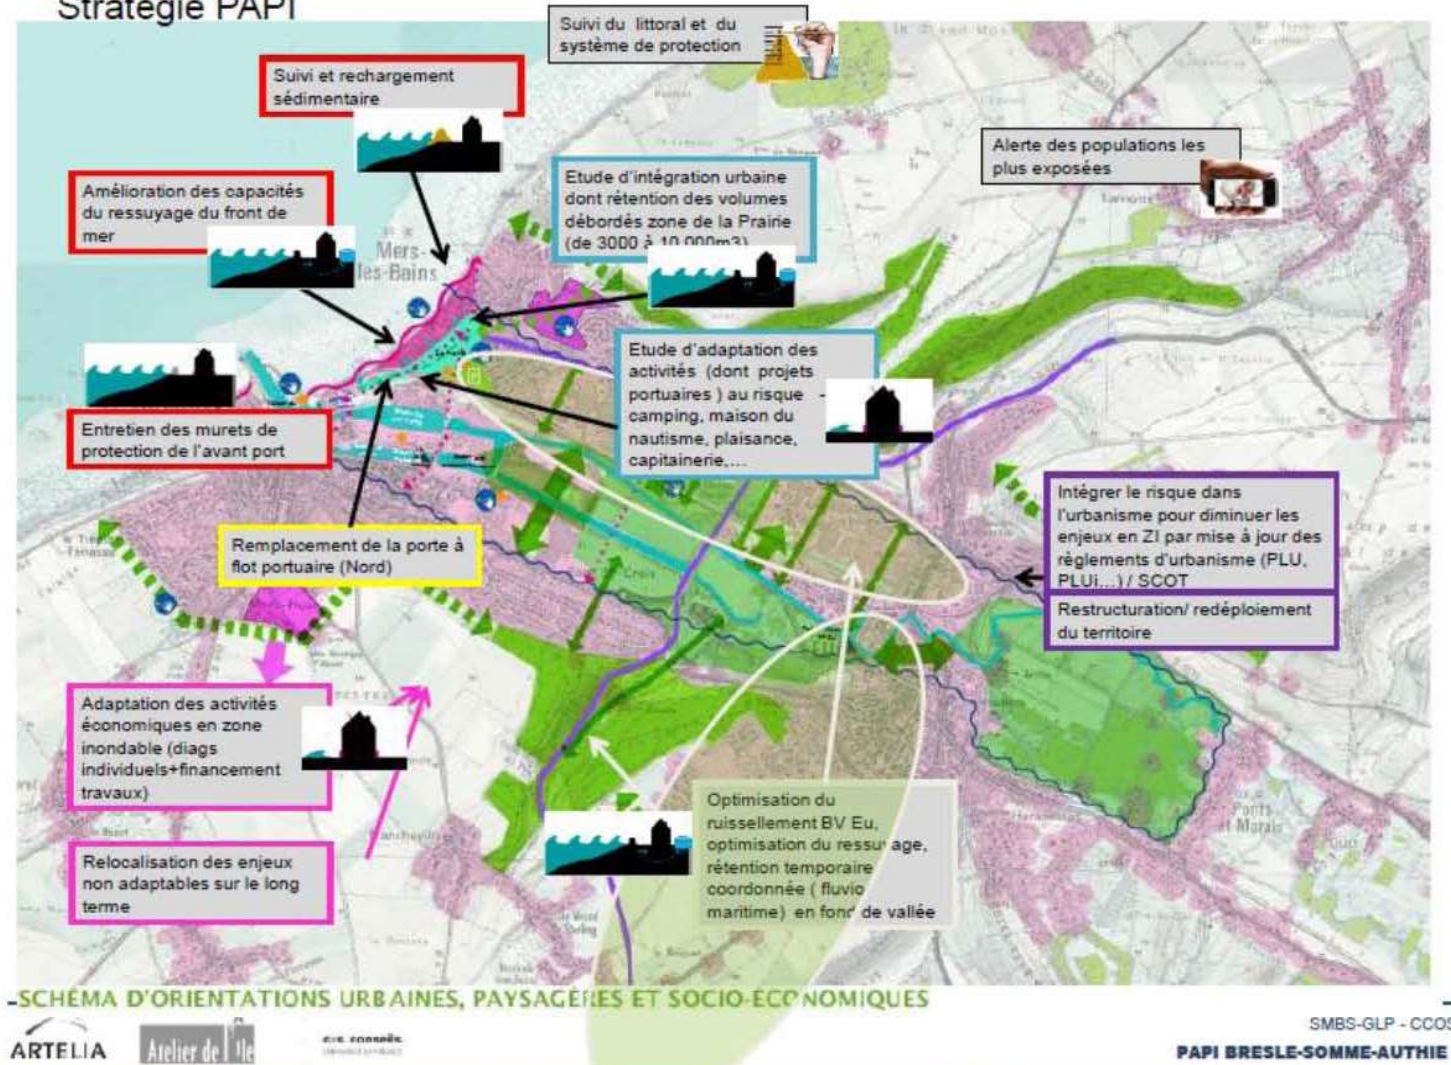 Stratégie PAPI
Suivi du littoral et du
système de protection
Suivi et rechargement
sédimentaire
Alerte des populations les
plus exposées
Amélioration des capacités
du ressuyage du front de
mer
Etude d'intégration urbaine
dont rétention des volumes
débordés zone de la Prairie
(de 3000 à 10 000m3)
Mers-
les-Bains
Etude d'adaptation des
activités (dont projets
portuaires ) au risque -
camping, maison du
nautisme, plaisance,
capitainerie,...
Entretien des murets de
protection de l'avant port
Remplacement de la porte à
flot portuaire (Nord)
Intégrer le risque dans
l'urbanisme pour diminuer les
enjeux en ZI par mise à jour des
règlements d'urbanisme (PLU,
PLUi...) / SCOT
Restructuration/ redéploiement
du territoire
Adaptation des activités
économiques en zone
inondable (diags
individuels+financement
travaux)
Relocalisation des enjeux
non adaptables sur le long
terme
Optimisation du
ruissellement BV Eu,
optimisation du ressuyage,
rétention temporaire
coordonnée ( fluvio
maritime) en fond de vallée
Ponts
et Marais
-SCHÉMA D'ORIENTATIONS URBAINES, PAYSAGÈRES ET SOCIO-ÉCONOMIQUES
ARTELIA
Atelier de l'Ile
SMBS-GLP - CCOS
PAPI BRESLE-SOMME-AUTHIE